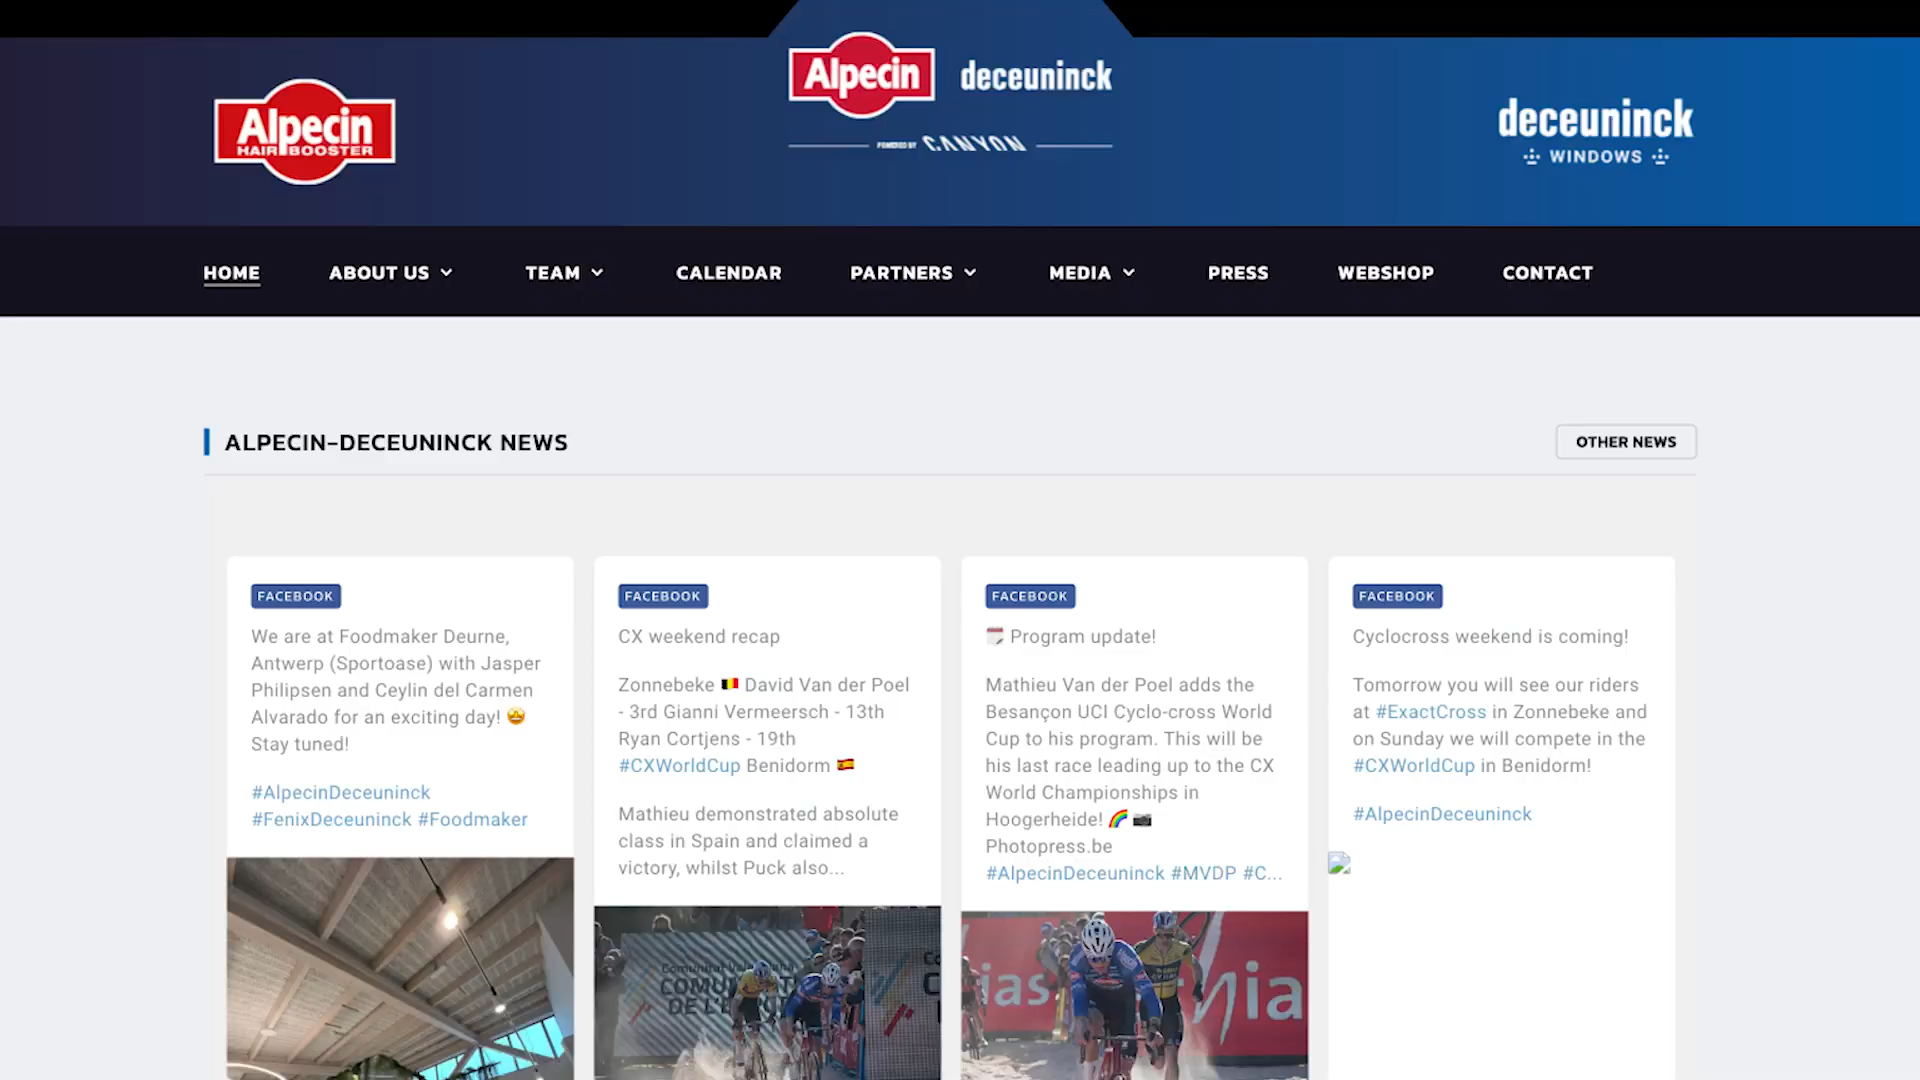 Alpecin
HAIR BOOSTER
Alpecin deceuninck
POWERED BY CANYON
deceuninck
WINDOWS
HOME ABOUT US TEAM CALENDAR PARTNERS MEDIA PRESS WEBSHOP CONTACT
ALPECIN-DECEUNINCK NEWS
OTHER NEWS
FACEBOOK
We are at Foodmaker Deurne,
Antwerp (Sportoase) with Jasper
Philipsen and Ceylin del Carmen
Alvarado for an exciting day! 🤩
Stay tuned!
#AlpecinDeceuninck
#FenixDeceuninck #Foodmaker
FACEBOOK
CX weekend recap
Zonnebeke 🇧🇪 David Van der Poel
- 3rd Gianni Vermeersch - 13th
Ryan Cortjens - 19th
#CXWorldCup Benidorm 🇪🇸
Mathieu demonstrated absolute
class in Spain and claimed a
victory, whilst Puck also...
FACEBOOK
🗓️ Program update!
Mathieu Van der Poel adds the
Besançon UCI Cyclo-cross World
Cup to his program. This will be
his last race leading up to the CX
World Championships in
Hoogerheide! 🌈 📷
Photopress.be
#AlpecinDeceuninck #MVDP #C...
FACEBOOK
Cyclocross weekend is coming!
Tomorrow you will see our riders
at #ExactCross in Zonnebeke and
on Sunday we will compete in the
#CXWorldCup in Benidorm!
#AlpecinDeceuninck